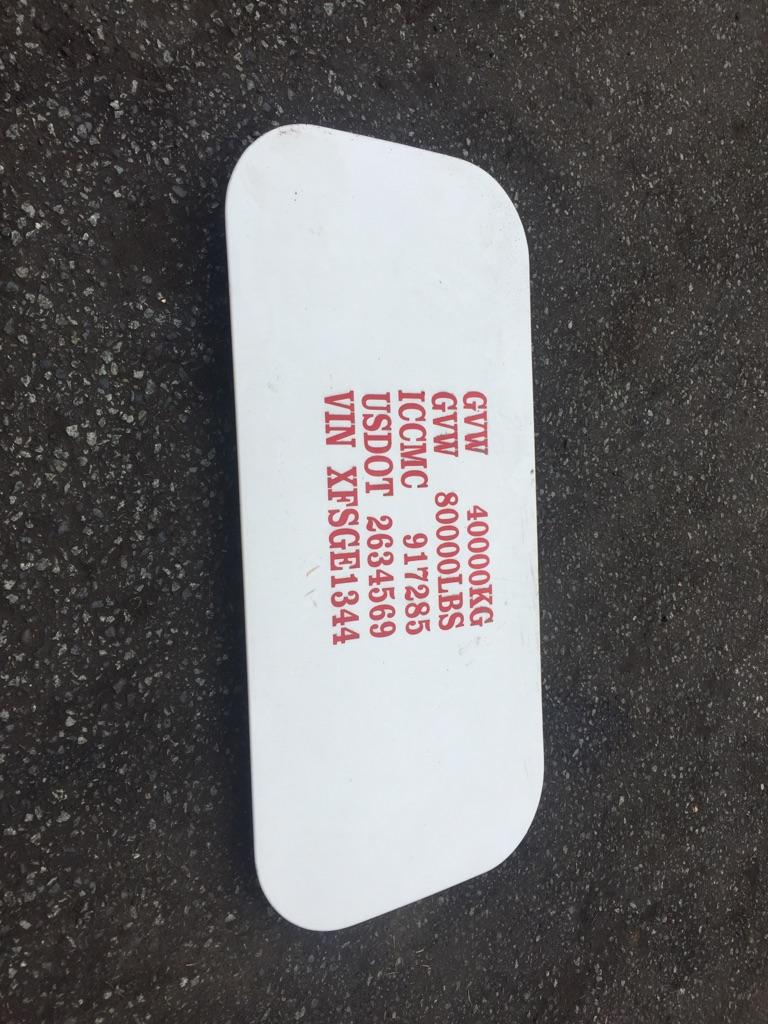 GVW 40000KG
GVW 80000LBS
ICCMC 917285
USDOT 2634569
VIN XFSGE1344